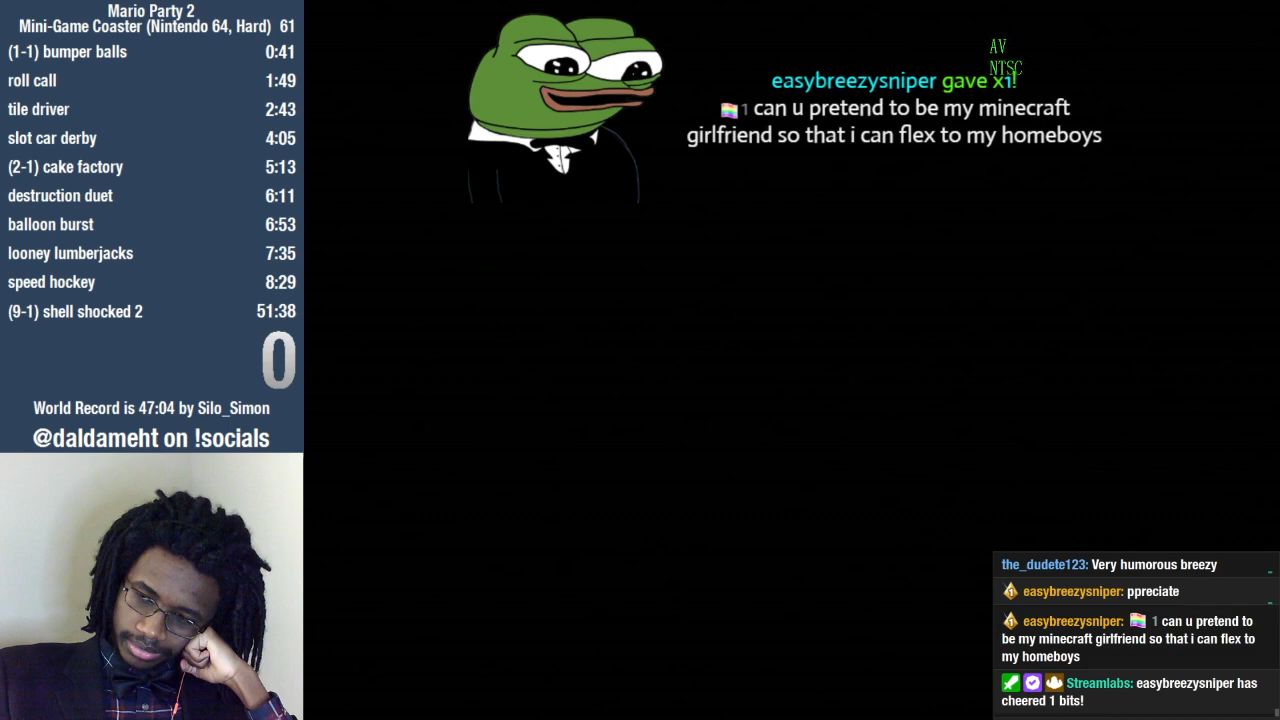 Mario Party 2
Mini-Game Coaster (Nintendo 64, Hard) 61
(1-1) bumper balls 0:41
roll call 1:49
tile driver 2:43
slot car derby 4:05
(2-1) cake factory 5:13
destruction duet 6:11
balloon burst 6:53
looney lumberjacks 7:35
speed hockey 8:29
(9-1) shell shocked 2 51:38
0
World Record is 47:04 by Silo_Simon
@daldameht on !socials
AV
NTSC
easybreezysniper gave x1!
1 can u pretend to be my minecraft
girlfriend so that i can flex to my homeboys
the_dudete123: Very humorous breezy
1 easybreezysniper: ppreciate
1 easybreezysniper: 1 can u pretend to
be my minecraft girlfriend so that i can flex to
my homeboys
Streamlabs: easybreezysniper has
cheered 1 bits!